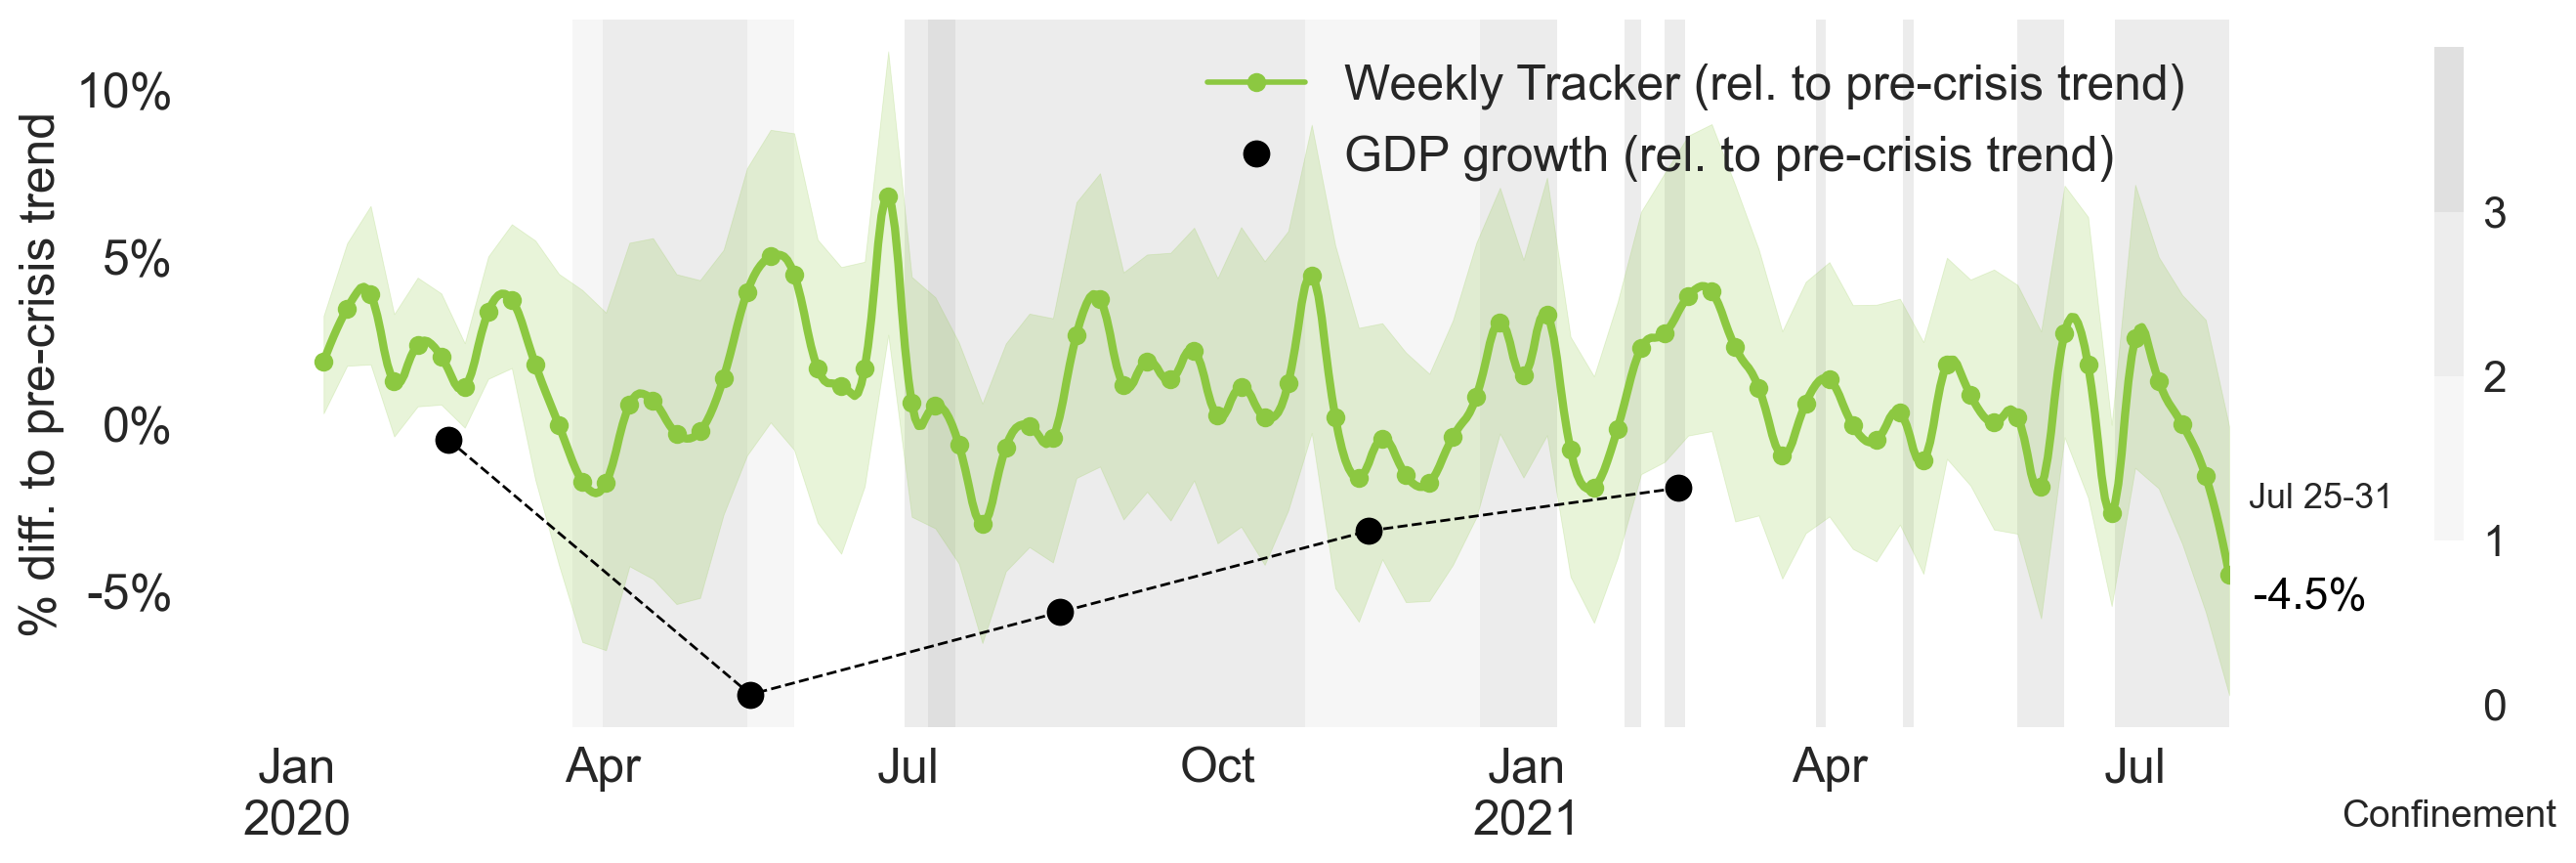 % diff. to pre-crisis trend
10%
5%
0%
-5%
Weekly Tracker (rel. to pre-crisis trend)
GDP growth (rel. to pre-crisis trend)
Jul 25-31
-4.5%
3
2
1
0
Jan Apr Jul Oct Jan Apr Jul
2020 2021
Confinement